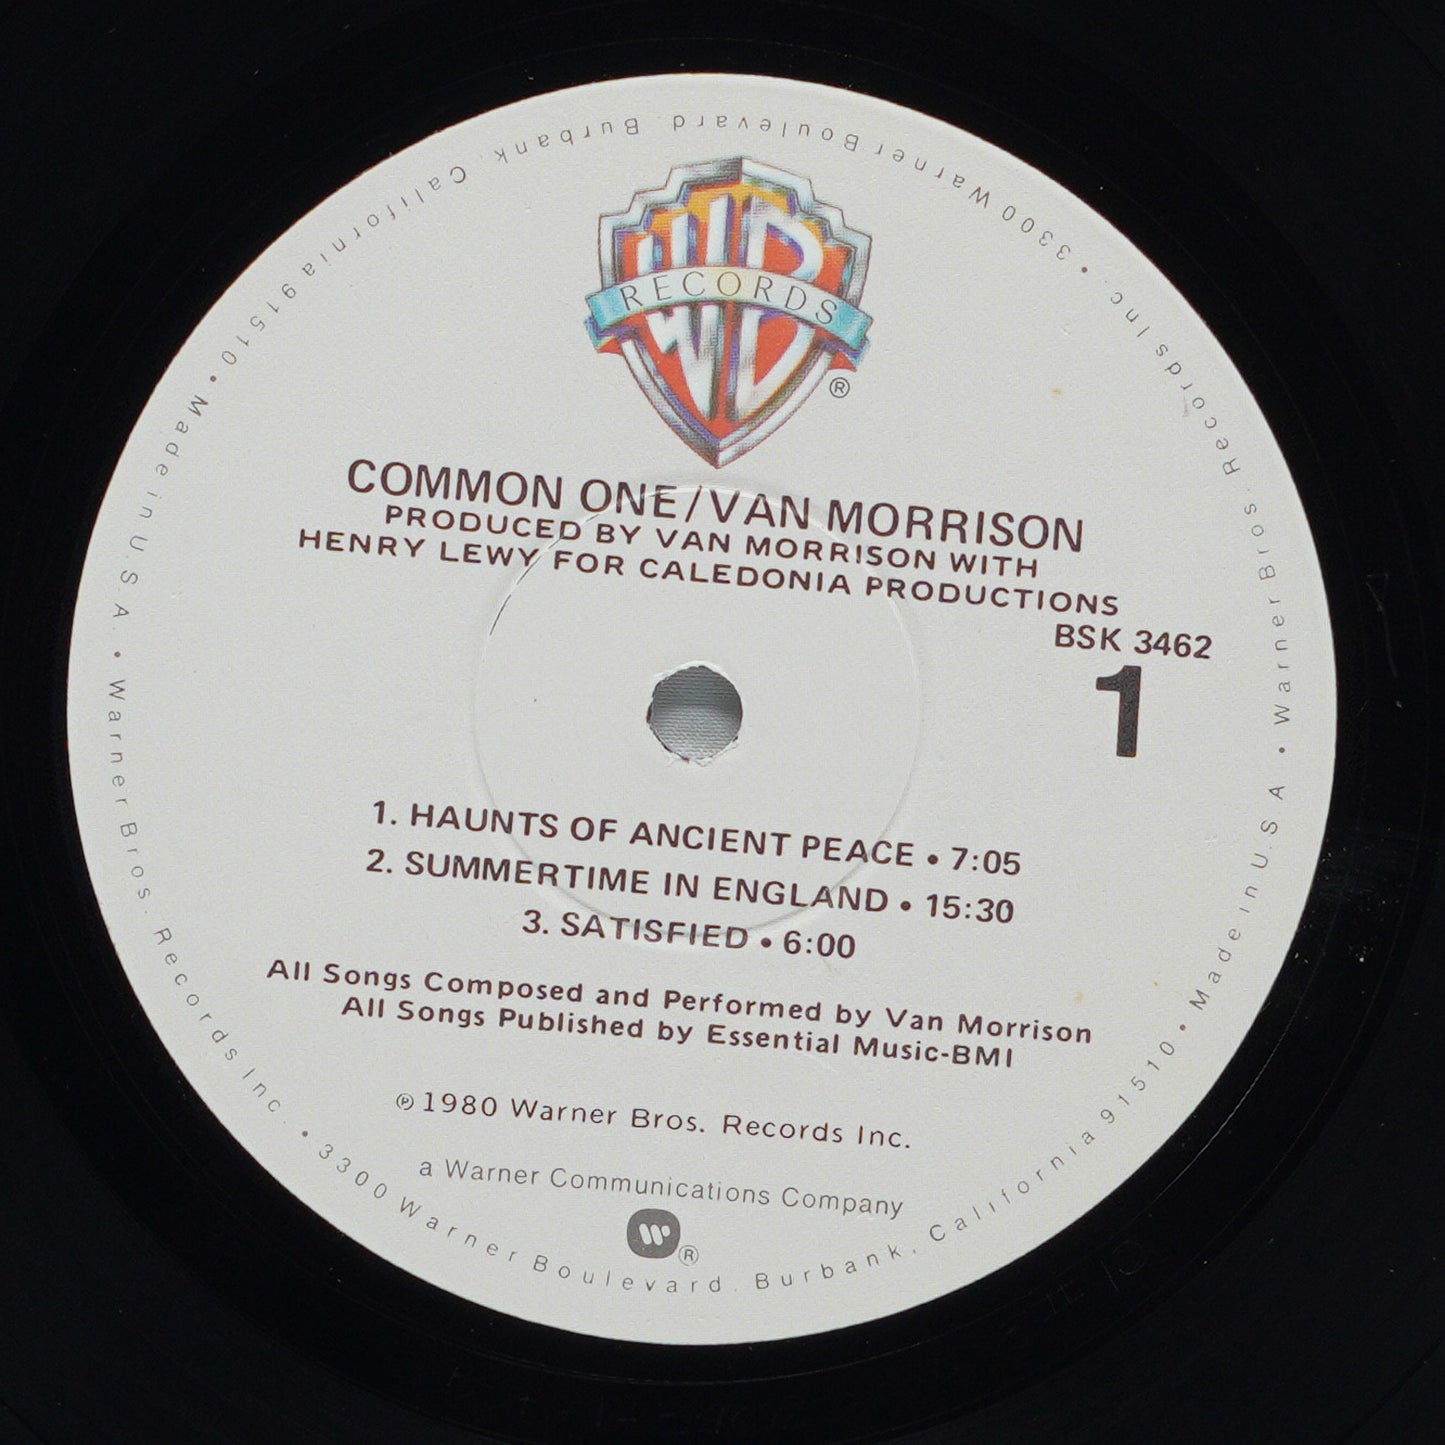 WB
RECORDS
®
COMMON ONE/VAN MORRISON
PRODUCED BY VAN MORRISON WITH
HENRY LEWY FOR CALEDONIA PRODUCTIONS
BSK 3462
1
1. HAUNTS OF ANCIENT PEACE • 7:05
2. SUMMERTIME IN ENGLAND • 15:30
3. SATISFIED • 6:00
All Songs Composed and Performed by Van Morrison
All Songs Published by Essential Music-BMI
℗ 1980 Warner Bros. Records Inc.
a Warner Communications Company
W
®
Warner Bros. Records Inc. • 3300 Warner Boulevard. Burbank, California 91510 • Made in U.S.A. • Warner Bros. Records Inc. • 3300 Warner Boulevard. Burbank, California 91510 • Made in U.S.A •